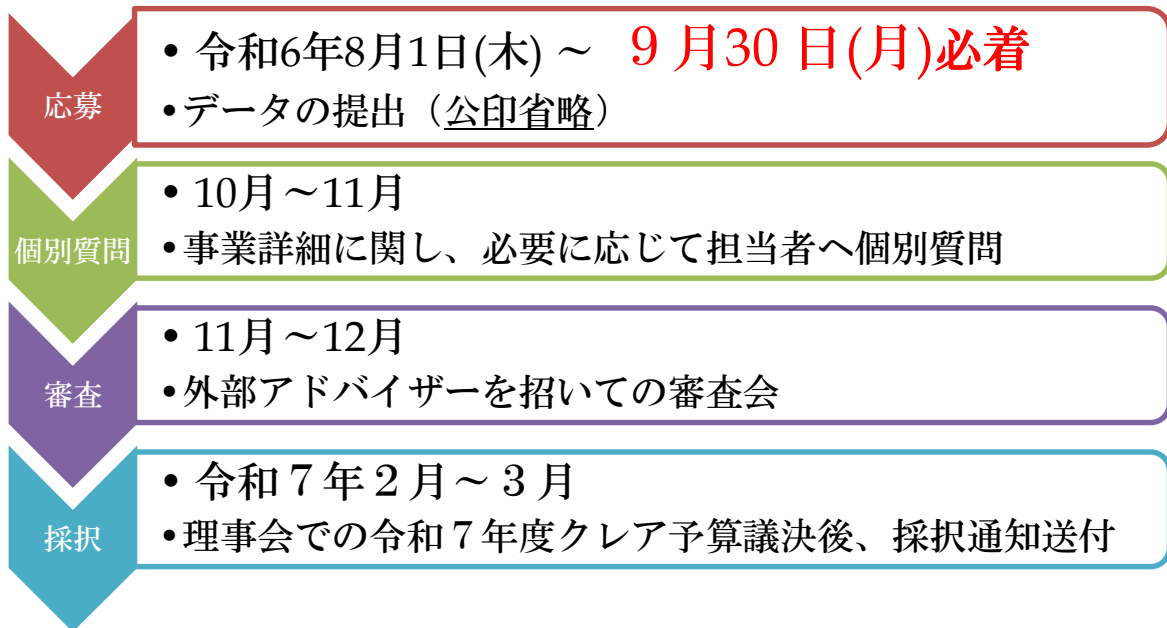 応募
• 令和6年8月1日(木) ～ ９月30 日(月)必着
•データの提出（公印省略）
個別質問
• 10月～11月
•事業詳細に関し、必要に応じて担当者へ個別質問
審査
• 11月～12月
•外部アドバイザーを招いての審査会
採択
• 令和７年２月～３月
•理事会での令和７年度クレア予算議決後、採択通知送付